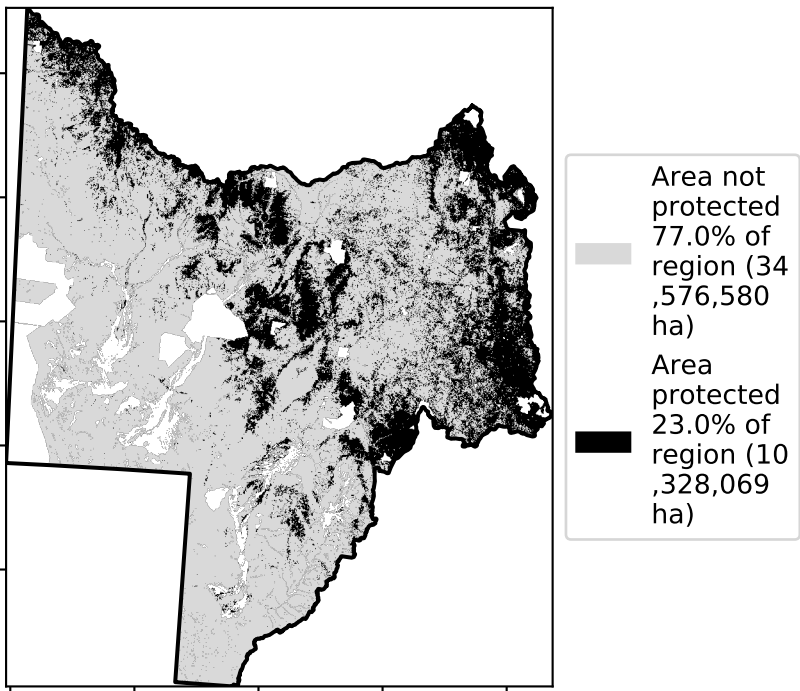 Area not
protected
77.0% of
region (34
,576,580
ha)
Area
protected
23.0% of
region (10
,328,069
ha)